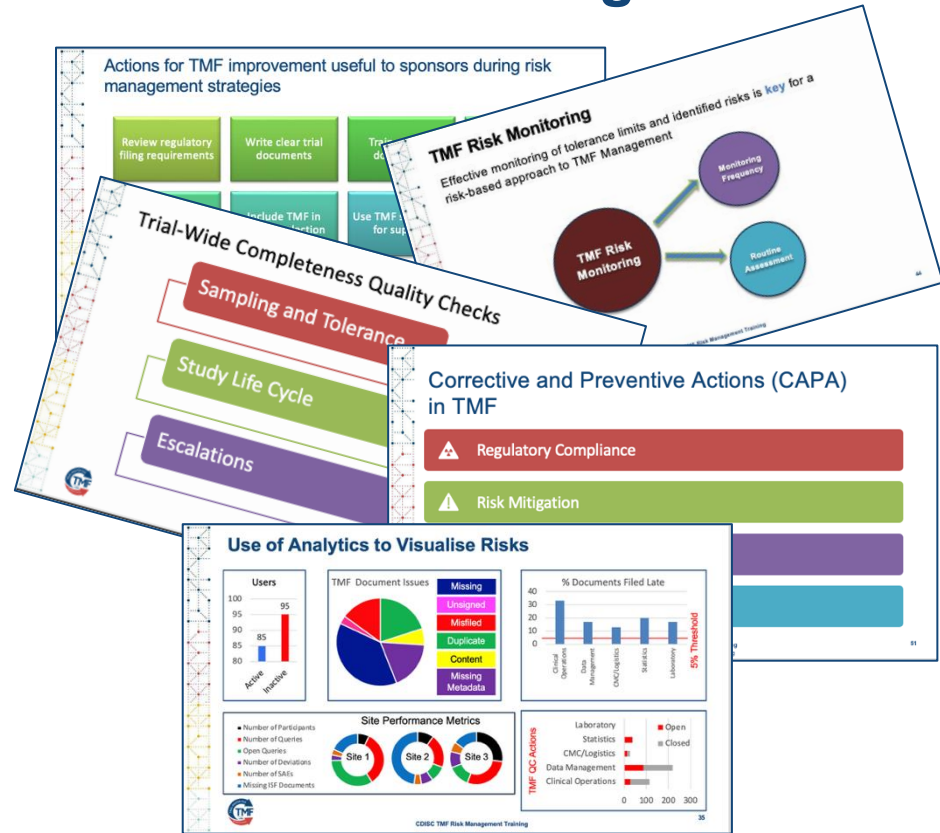 Actions for TMF improvement useful to sponsors during risk
management strategies
Review regulatory
filing requirements
Write clear trial
documents
Include TMF in
Use TMF
for
TMF Risk Monitoring
Effective monitoring of tolerance limits and identified risks is key for a
risk-based approach to TMF Management
Monitoring
Frequency
TMF Risk
Monitoring
Routine
Assessment
Risk Management Training
Trial-Wide Completeness Quality Checks
Sampling and Tolerance
Study Life Cycle
Escalations
TMF
Corrective and Preventive Actions (CAPA)
in TMF
Regulatory Compliance
Risk Mitigation
91
Use of Analytics to Visualise Risks
Users
100
95
90
85
80
85
95
Active
Inactive
TMF Document Issues
Missing
Unsigned
Misfiled
Duplicate
Content
Missing
Metadata
% Documents Filed Late
40
30
20
10
Clinical
Operations
Data
Management
CMC/Logistics
Statistics
Laboratory
5% Threshold
Site Performance Metrics
Number of Participants
Number of Queries
Open Queries
Number of Deviations
Number of SAEs
Missing ISF Documents
Site 1
Site 2
Site 3
TMF QC Actions
Laboratory
Statistics
CMC/Logistics
Data Management
Clinical Operations
0 100 200 300
Open
Closed
TMF
CDISC TMF Risk Management Training
35